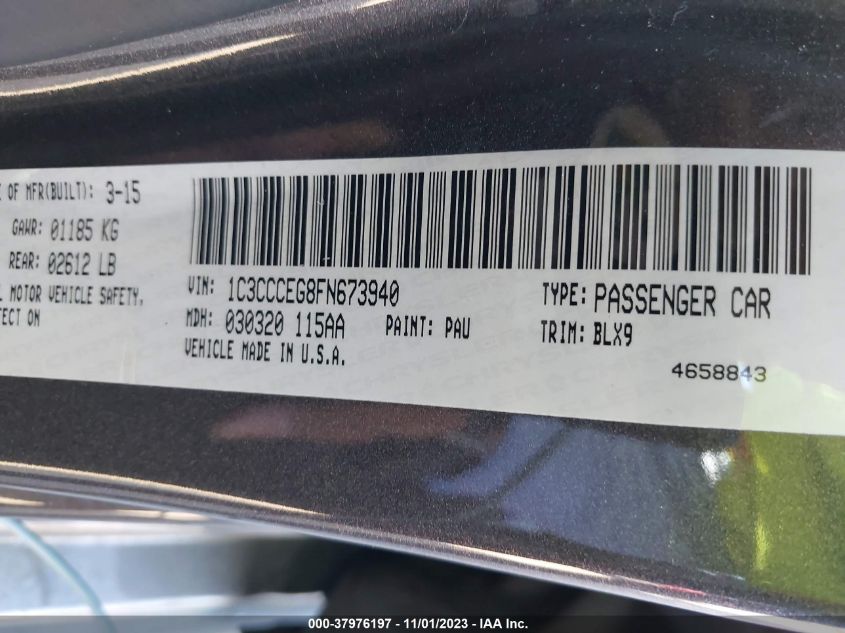 OF MFR(BUILT): 3-15
GAWR: 01185 KG
REAR: 02612 LB
MOTOR VEHICLE SAFETY,
ON
VIN: 1C3CCCEG8FN673940
TYPE: PASSENGER CAR
MDH: 030320 115AA
PAINT: PAU
TRIM: BLX9
VEHICLE MADE IN U.S.A.
4658843
000-37976197 - 11/01/2023 - IAA Inc.